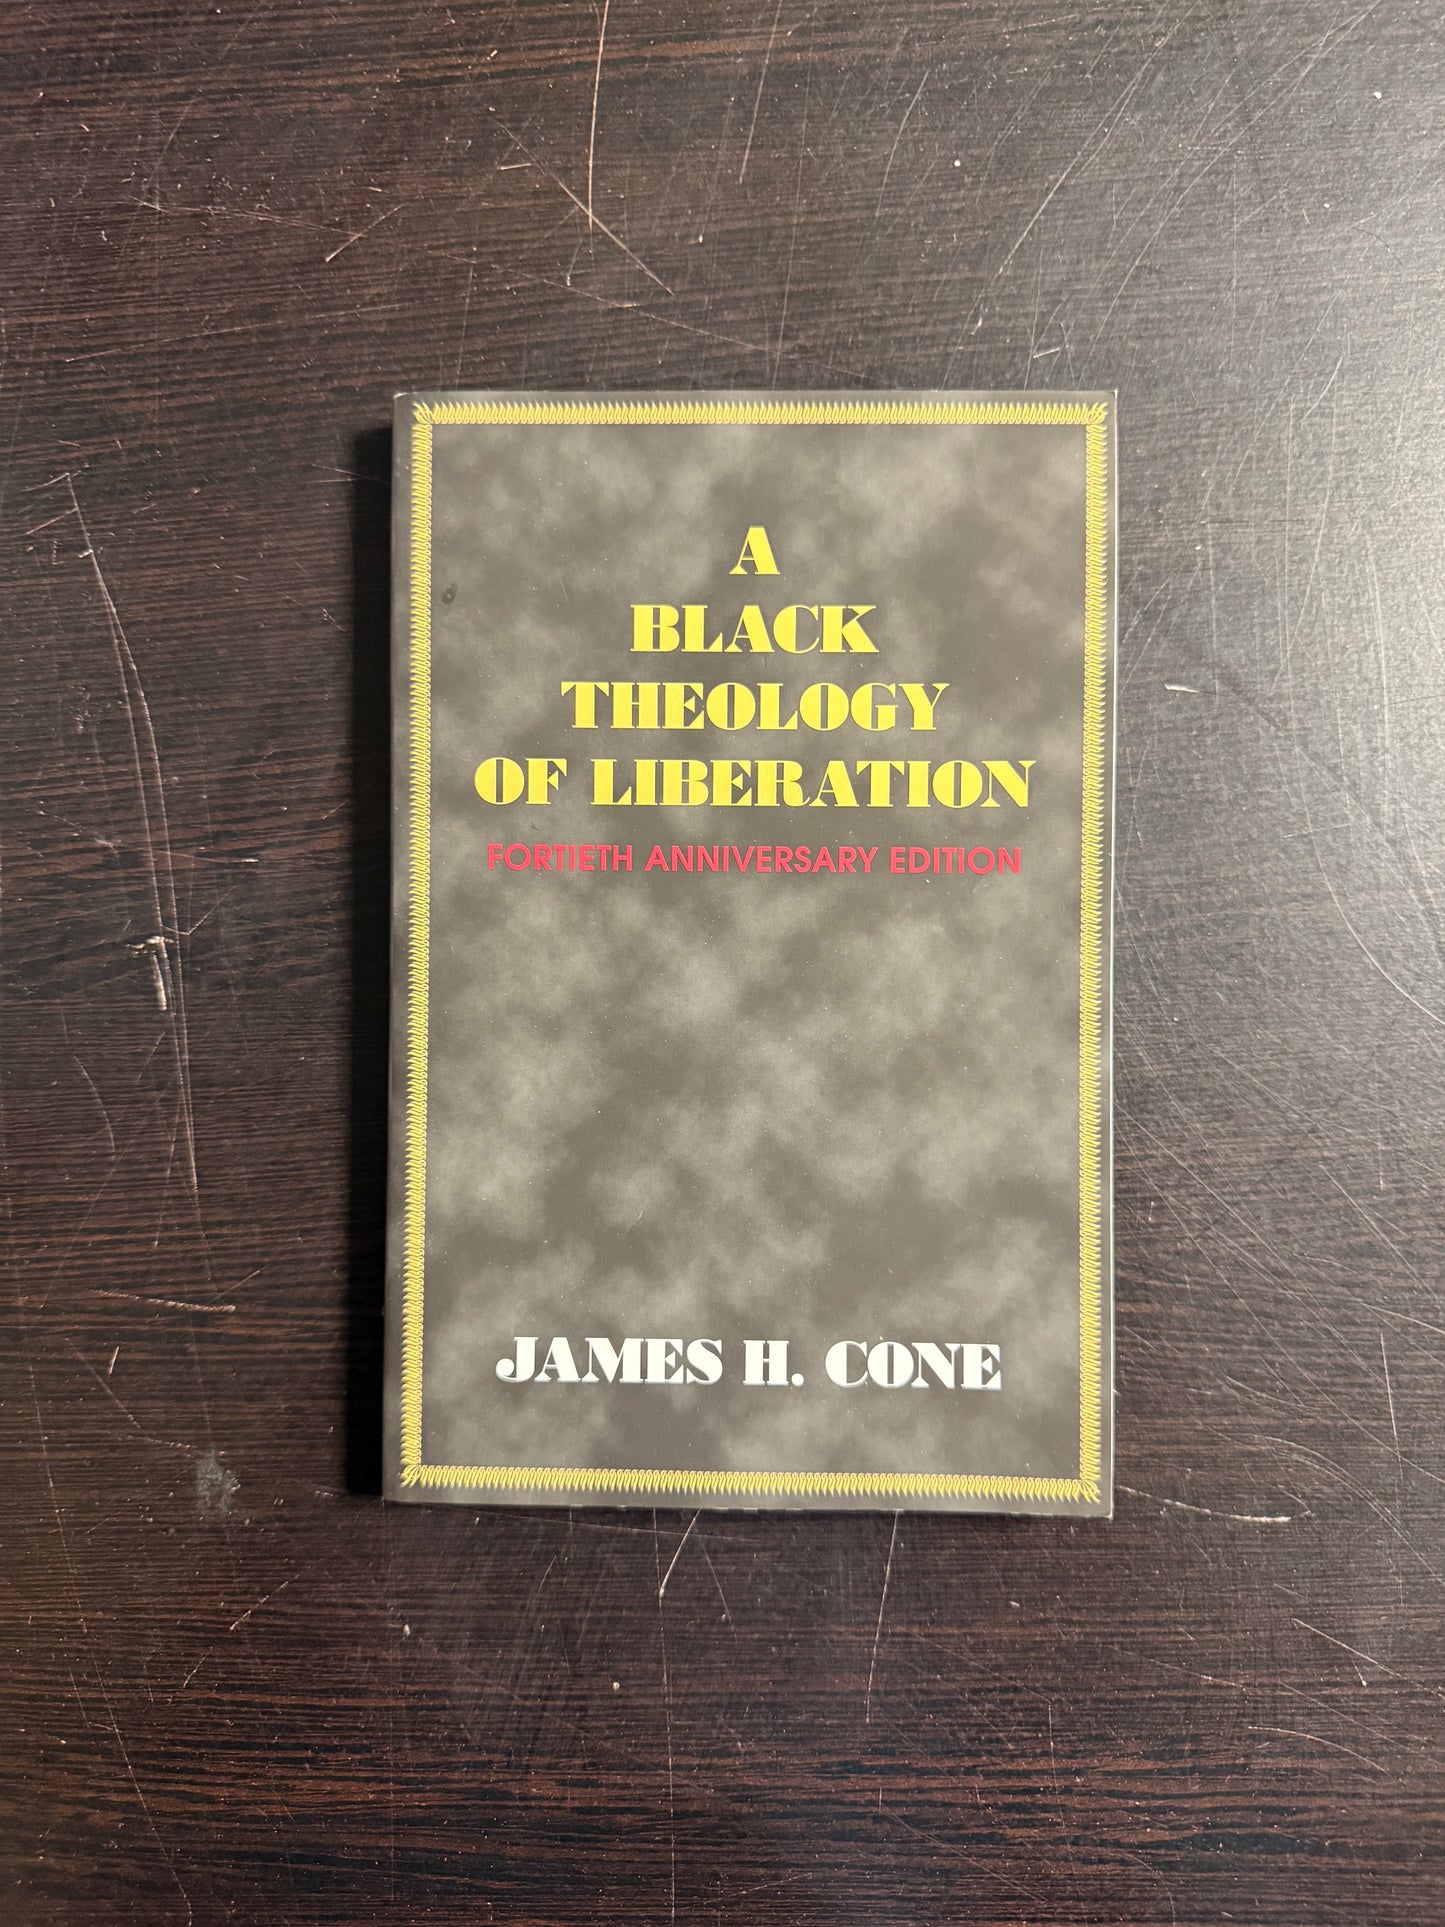 A
BLACK
THEOLOGY
OF LIBERATION
FORTIETH ANNIVERSARY EDITION
JAMES H. CONE